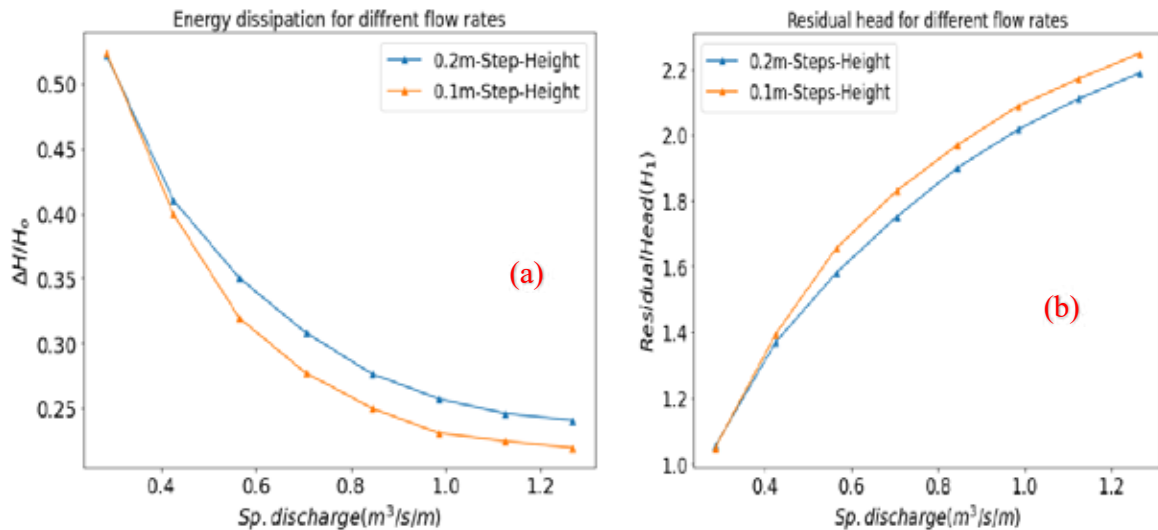 Energy dissipation for diffrent flow rates
0.2m-Step-Height
0.1m-Step-Height
0.50
0.45
0.40
0.35
0.30
0.25
ΔH/Hₒ
(a)
0.4
0.6
0.8
1.0
1.2
Sp. discharge(m³/s/m)
Residual head for different flow rates
0.2m-Steps-Height
0.1m-Steps-Height
2.2
2.0
1.8
1.6
1.4
1.2
1.0
ResidualHead(H₁)
(b)
0.4
0.6
0.8
1.0
1.2
Sp. discharge(m³/s/m)